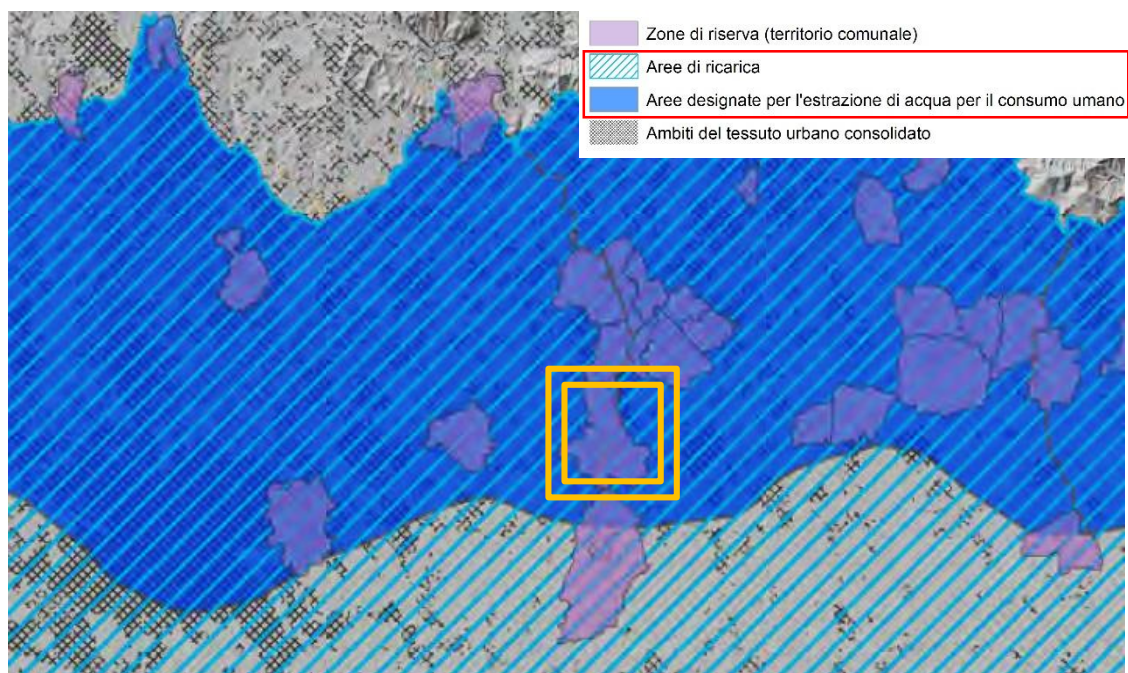 Zone di riserva (territorio comunale)
Aree di ricarica
Aree designate per l'estrazione di acqua per il consumo umano
Ambiti del tessuto urbano consolidato